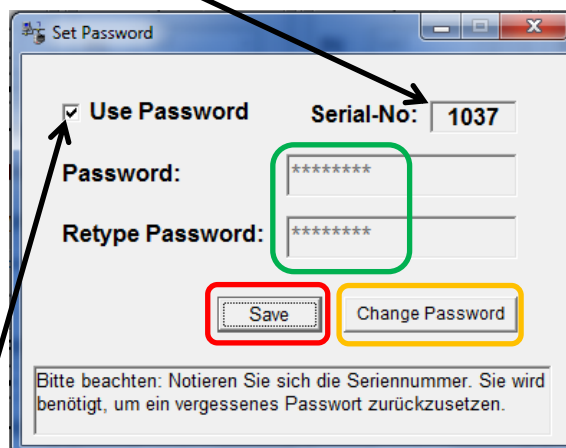 Set Password
Use Password Serial-No: 1037
Password: ********
Retype Password: ********
Save Change Password
Bitte beachten: Notieren Sie sich die Seriennummer. Sie wird
benötigt, um ein vergessenes Passwort zurückzusetzen.